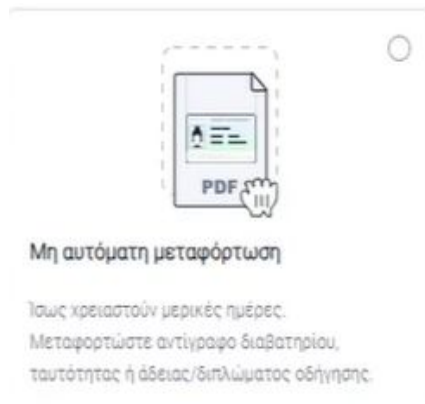 PDF
Μη αυτόματη μεταφόρτωση
Ίσως χρειαστούν μερικές ημέρες.
Μεταφορτώστε αντίγραφο διαβατηρίου,
ταυτότητας ή άδειας/διπλώματος οδήγησης.